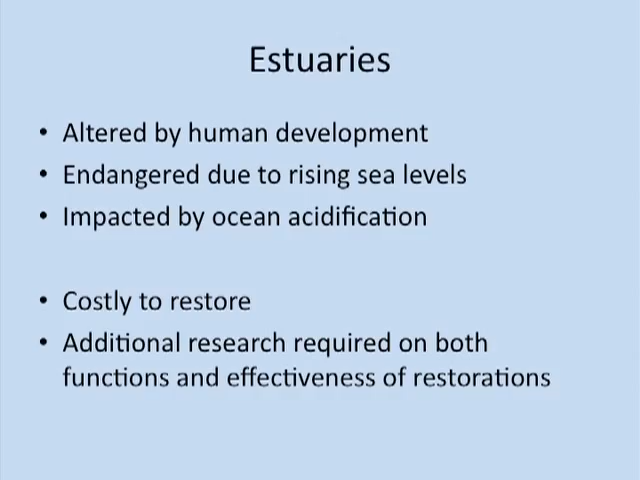 Estuaries
• Altered by human development
• Endangered due to rising sea levels
• Impacted by ocean acidification
• Costly to restore
• Additional research required on both
functions and effectiveness of restorations